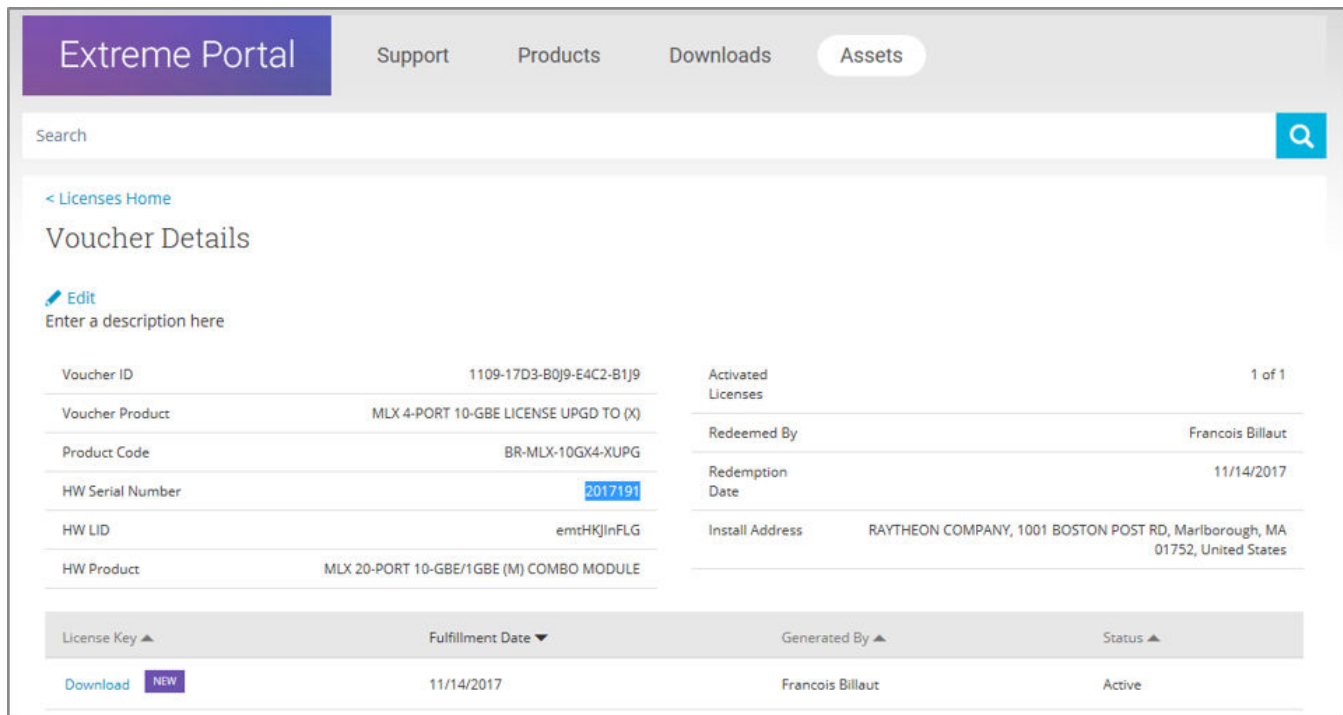 Extreme Portal
Support Products Downloads Assets
Search
< Licenses Home
Voucher Details
Edit
Enter a description here
Voucher ID 1109-17D3-B0J9-E4C2-B1J9
Voucher Product MLX 4-PORT 10-GBE LICENSE UPGD TO (X)
Product Code BR-MLX-10GX4-XUPG
HW Serial Number 2017191
HW LID emtHKJInFLG
HW Product MLX 20-PORT 10-GBE/1GBE (M) COMBO MODULE
Activated 1 of 1
Licenses
Redeemed By Francois Billaut
Redemption 11/14/2017
Date
Install Address RAYTHEON COMPANY, 1001 BOSTON POST RD, Marlborough, MA
01752, United States
License Key Fulfillment Date Generated By Status
Download NEW 11/14/2017 Francois Billaut Active